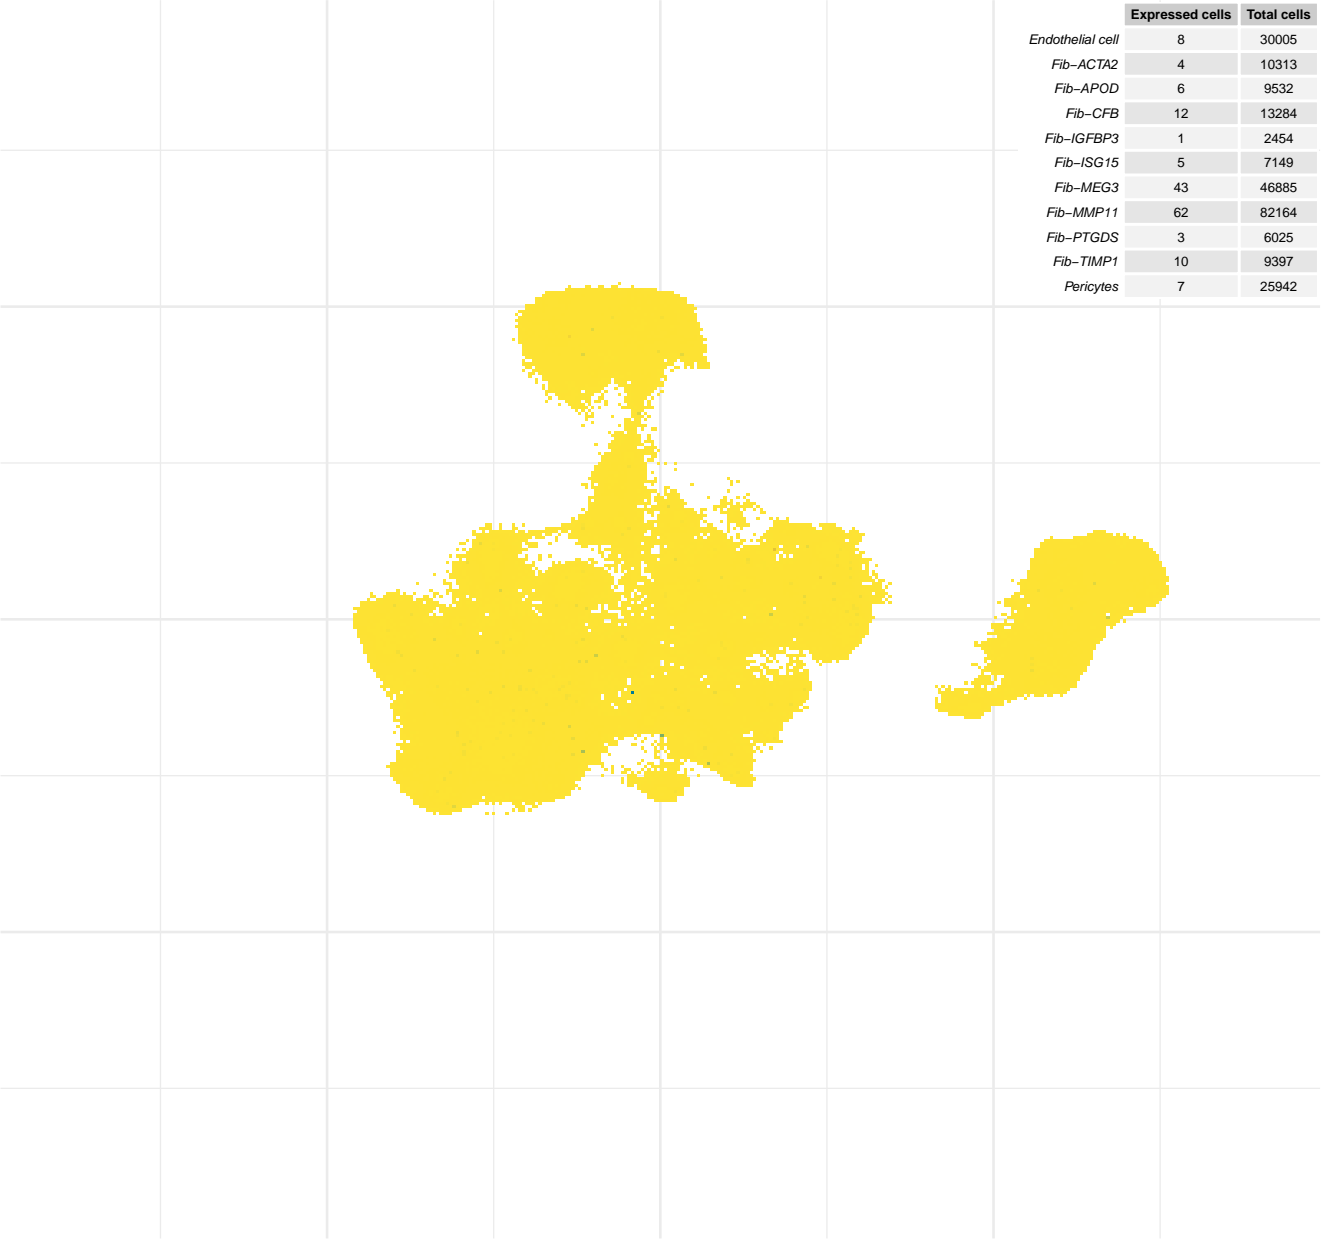 Expressed cells Total cells
Endothelial cell 8 30005
Fib−ACTA2 4 10313
Fib−APOD 6 9532
Fib−CFB 12 13284
Fib−IGFBP3 1 2454
Fib−ISG15 5 7149
Fib−MEG3 43 46885
Fib−MMP11 62 82164
Fib−PTGDS 3 6025
Fib−TIMP1 10 9397
Pericytes 7 25942